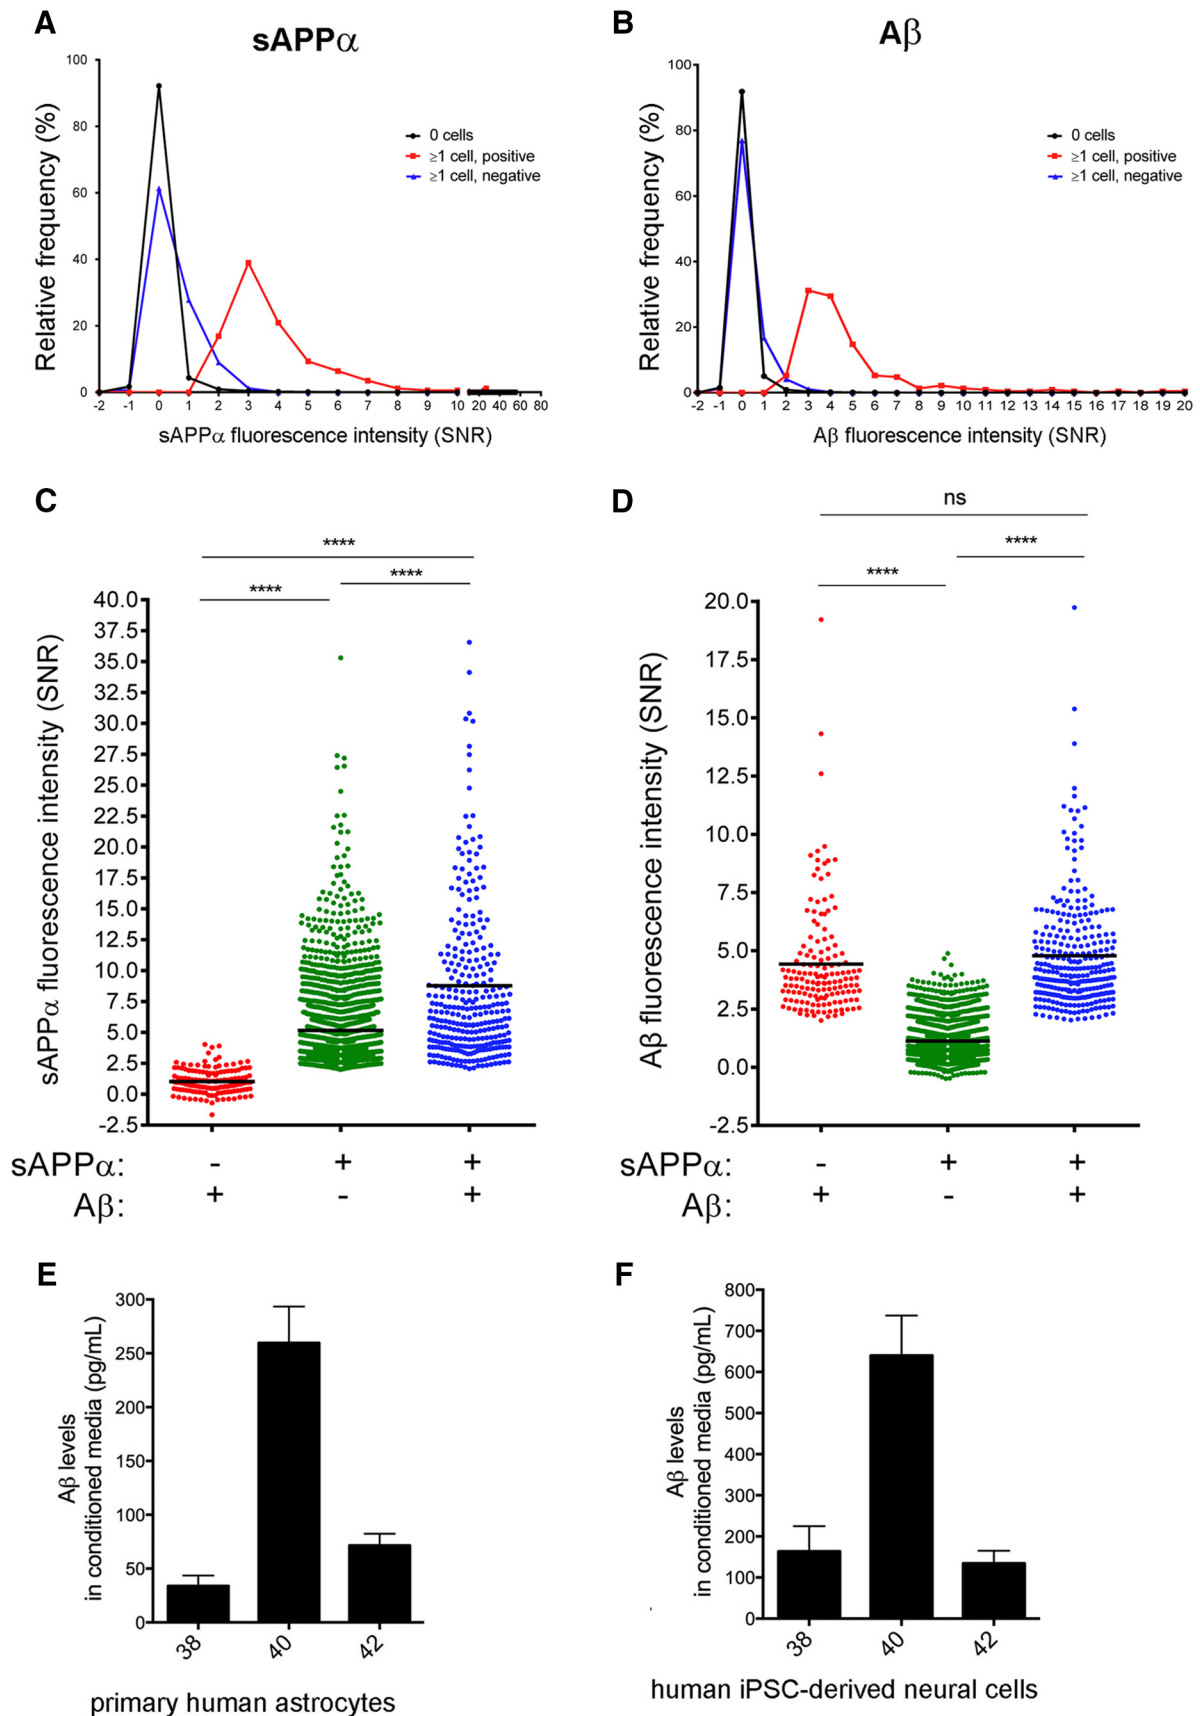 A
sAPPα
Relative frequency (%)
100
80
60
40
20
0
-2 -1 0 1 2 3 4 5 6 7 8 9 10 20 40 60 80
sAPPα fluorescence intensity (SNR)
0 cells
≥1 cell, positive
≥1 cell, negative
B
Aβ
Relative frequency (%)
100
80
60
40
20
0
-2 -1 0 1 2 3 4 5 6 7 8 9 10 11 12 13 14 15 16 17 18 19 20
Aβ fluorescence intensity (SNR)
0 cells
≥1 cell, positive
≥1 cell, negative
C
****
****
****
sAPPα fluorescence intensity (SNR)
40.0
37.5
35.0
32.5
30.0
27.5
25.0
22.5
20.0
17.5
15.0
12.5
10.0
7.5
5.0
2.5
0.0
-2.5
sAPPα: - + +
Aβ: + - +
D
ns
****
****
Aβ fluorescence intensity (SNR)
20.0
17.5
15.0
12.5
10.0
7.5
5.0
2.5
0.0
-2.5
sAPPα: - + +
Aβ: + - +
E
Aβ levels
in conditioned media (pg/mL)
300
250
200
150
100
50
0
38 40 42
primary human astrocytes
F
Aβ levels
in conditioned media (pg/mL)
800
700
600
500
400
300
200
100
0
38 40 42
human iPSC-derived neural cells